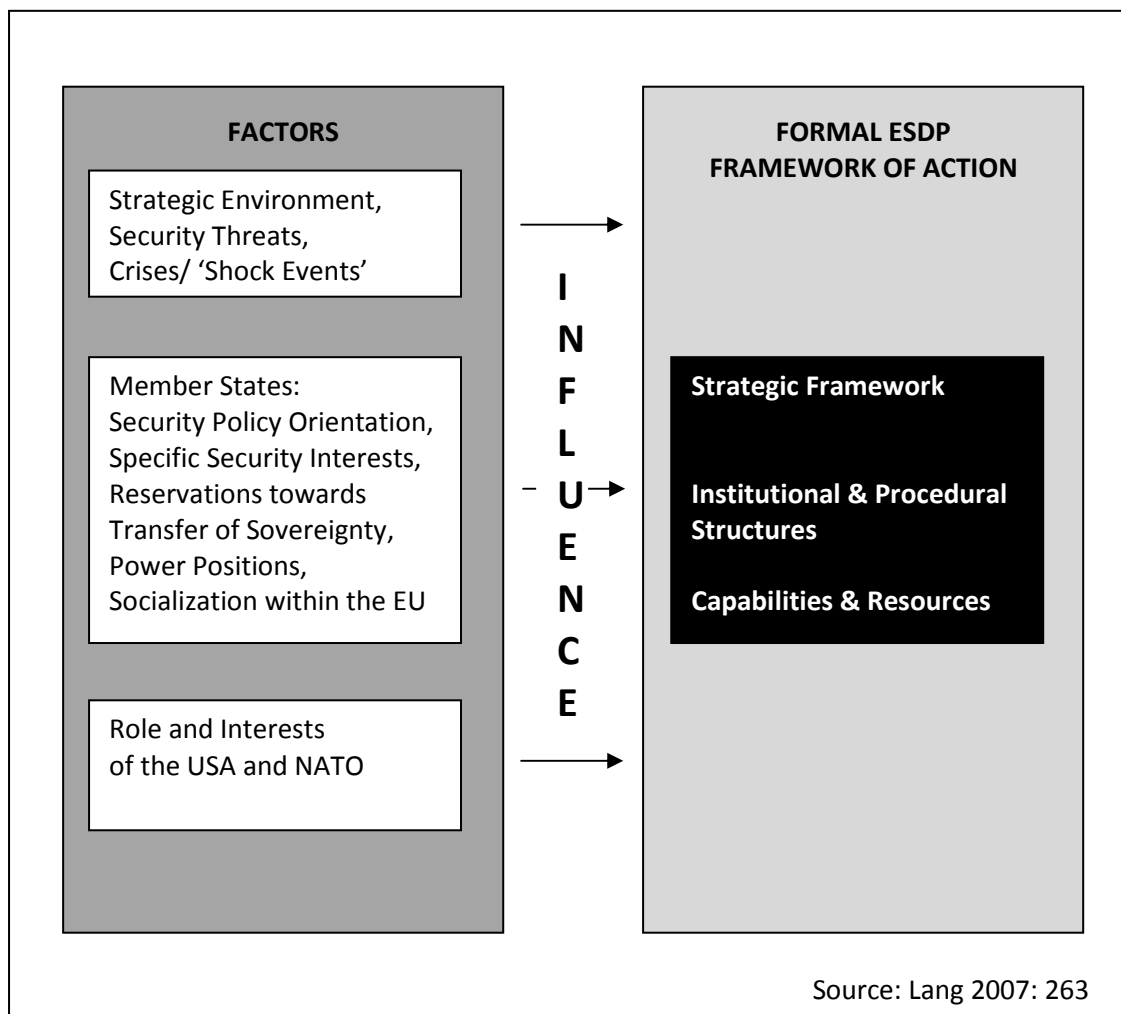 FACTORS
Strategic Environment,
Security Threats,
Crises/ ‘Shock Events’
Member States:
Security Policy Orientation,
Specific Security Interests,
Reservations towards
Transfer of Sovereignty,
Power Positions,
Socialization within the EU
Role and Interests
of the USA and NATO
I
N
F
L
U
E
N
C
E
FORMAL ESDP
FRAMEWORK OF ACTION
Strategic Framework
Institutional & Procedural
Structures
Capabilities & Resources
Source: Lang 2007: 263